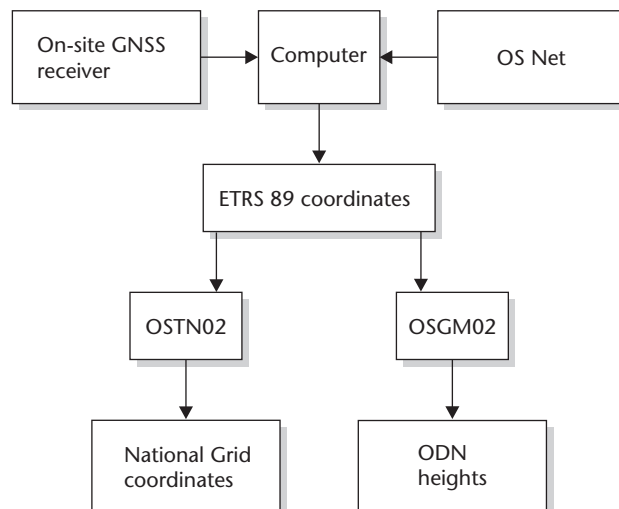 On-site GNSS
receiver
Computer
OS Net
ETRS 89 coordinates
OSTN02
OSGM02
National Grid
coordinates
ODN
heights